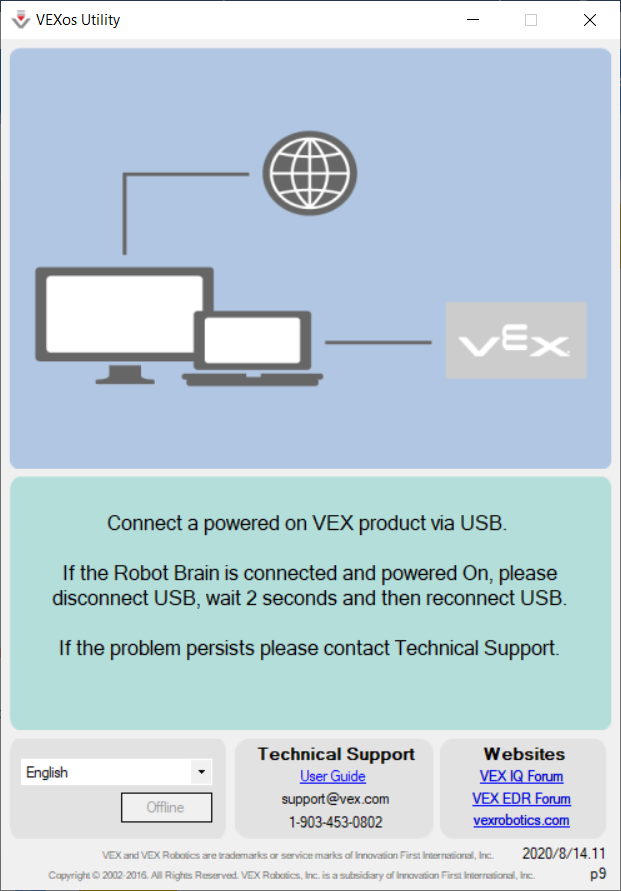 VEXos Utility
VEX
Connect a powered on VEX product via USB.
If the Robot Brain is connected and powered On, please
disconnect USB, wait 2 seconds and then reconnect USB.
If the problem persists please contact Technical Support.
English
Offline
Technical Support
User Guide
support@vex.com
1-903-453-0802
Websites
VEX IQ Forum
VEX EDR Forum
vexrobotics.com
VEX and VEX Robotics are trademarks or service marks of Innovation First International, Inc.
2020/8/14.11
Copyright © 2002-2016. All Rights Reserved. VEX Robotics, Inc. is a subsidiary of Innovation First International, Inc.
p9